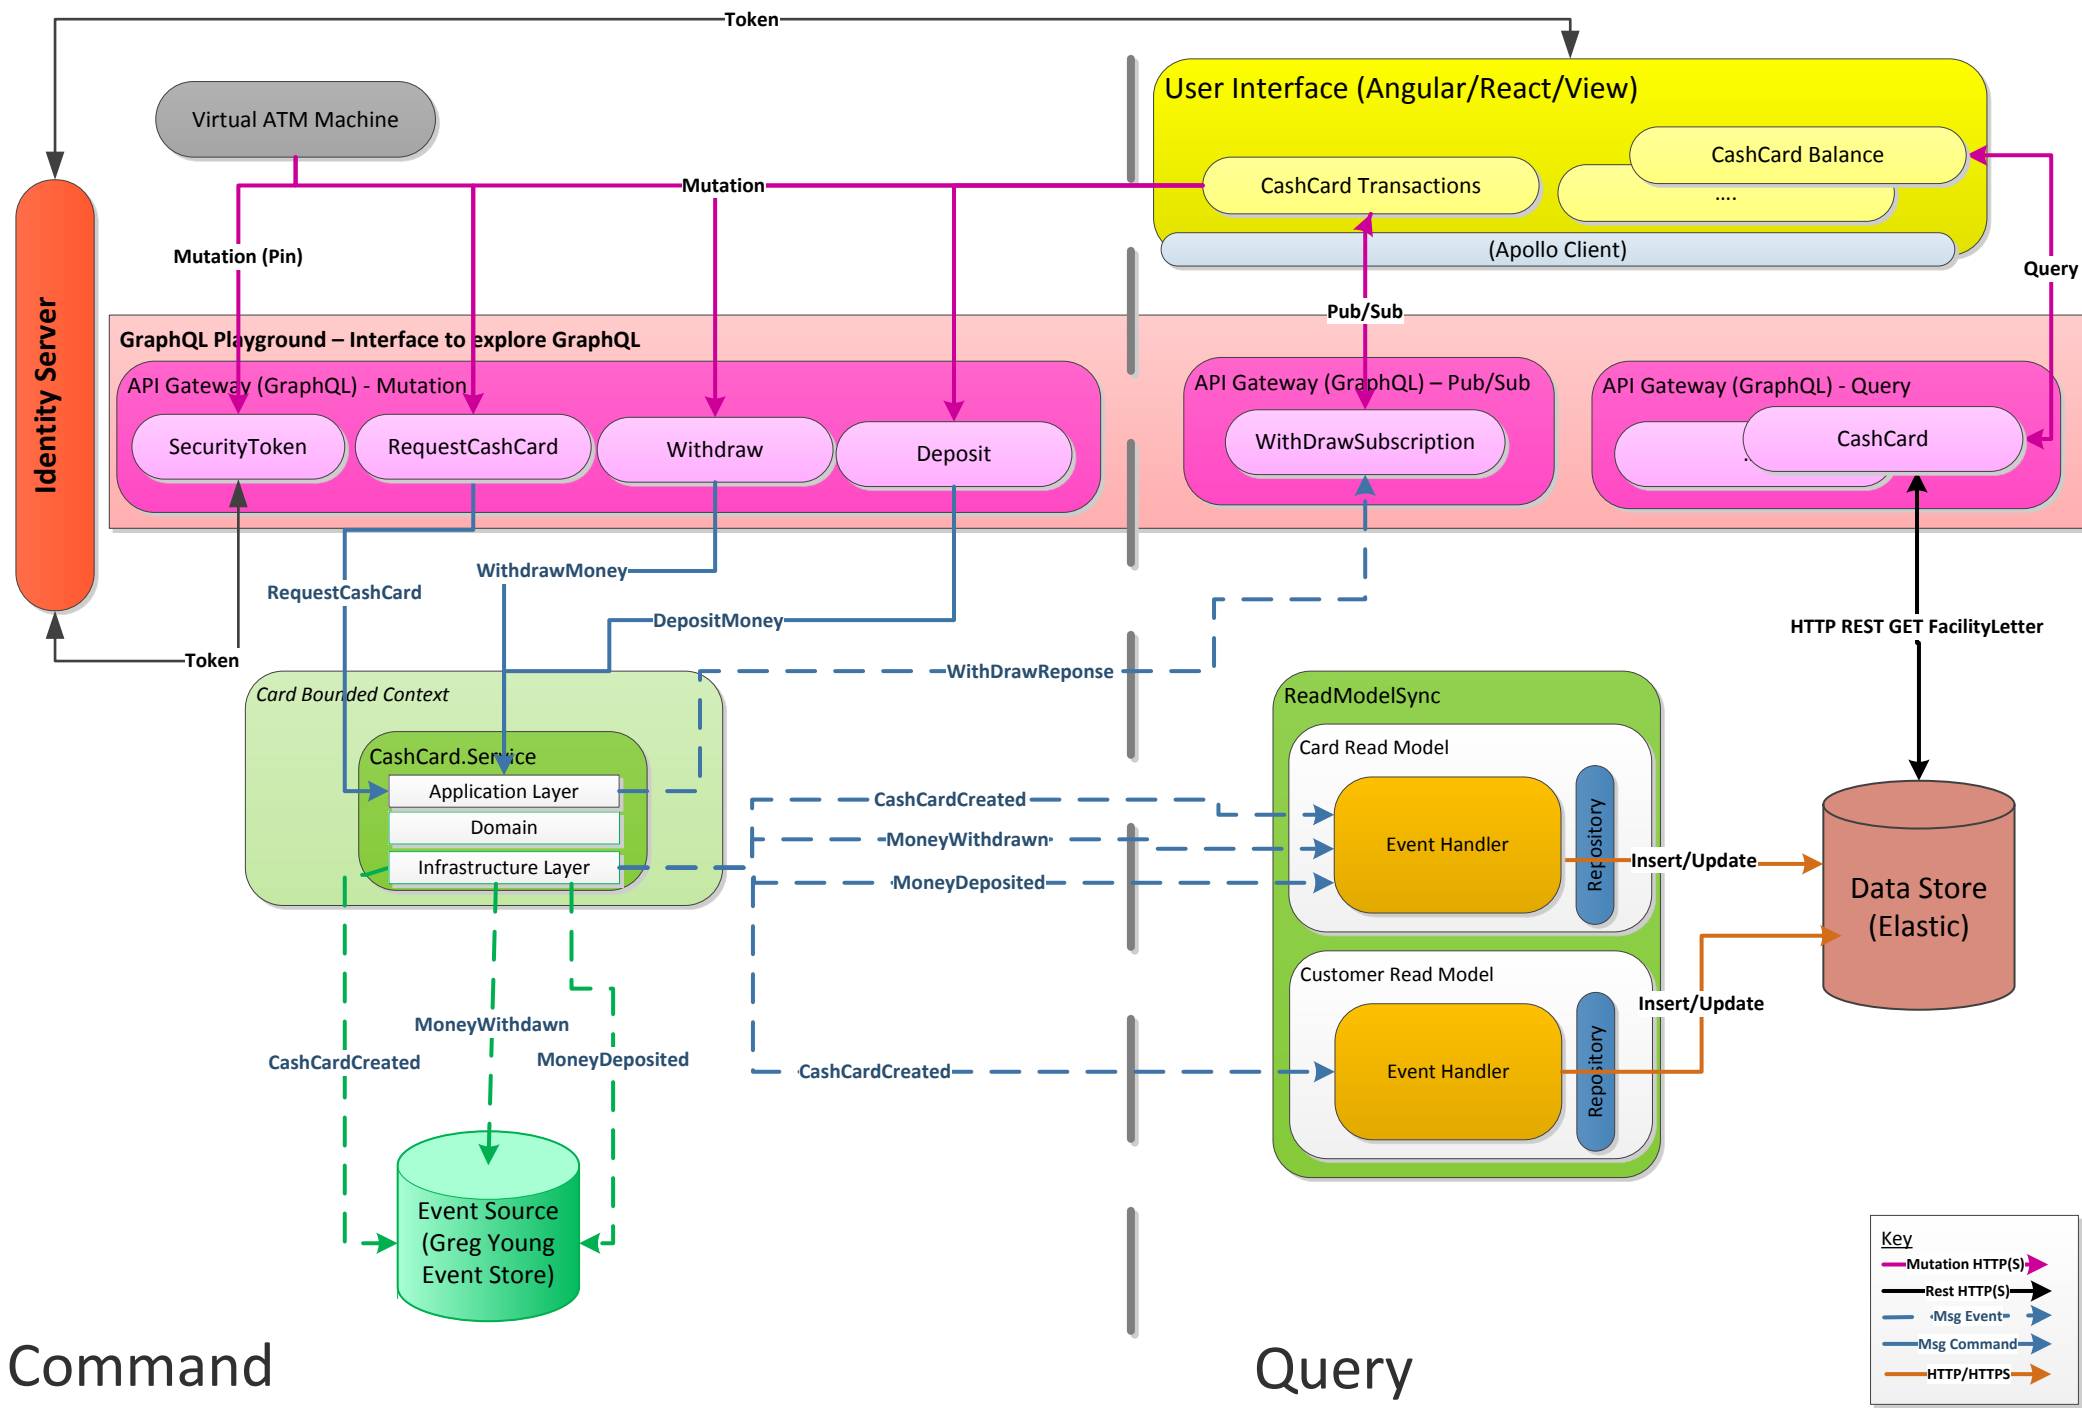 Token
Virtual ATM Machine
User Interface (Angular/React/View)
CashCard Balance
CashCard Transactions
....
Mutation
Mutation (Pin)
(Apollo Client)
Query
Identity Server
Pub/Sub
GraphQL Playground – Interface to explore GraphQL
API Gateway (GraphQL) - Mutation
SecurityToken
RequestCashCard
Withdraw
Deposit
API Gateway (GraphQL) – Pub/Sub
WithDrawSubscription
API Gateway (GraphQL) - Query
CashCard
RequestCashCard
WithdrawMoney
DepositMoney
Token
HTTP REST GET FacilityLetter
WithDrawReponse
Card Bounded Context
CashCard.Service
Application Layer
Domain
Infrastructure Layer
CashCardCreated
MoneyWithdrawn
MoneyDeposited
CashCardCreated
ReadModelSync
Card Read Model
Event Handler
Repository
Insert/Update
Customer Read Model
Event Handler
Repository
Insert/Update
Data Store
(Elastic)
MoneyWithdawn
CashCardCreated
MoneyDeposited
Event Source
(Greg Young
Event Store)
Key
Mutation HTTP(S)
Rest HTTP(S)
Msg Event
Msg Command
HTTP/HTTPS
Command
Query